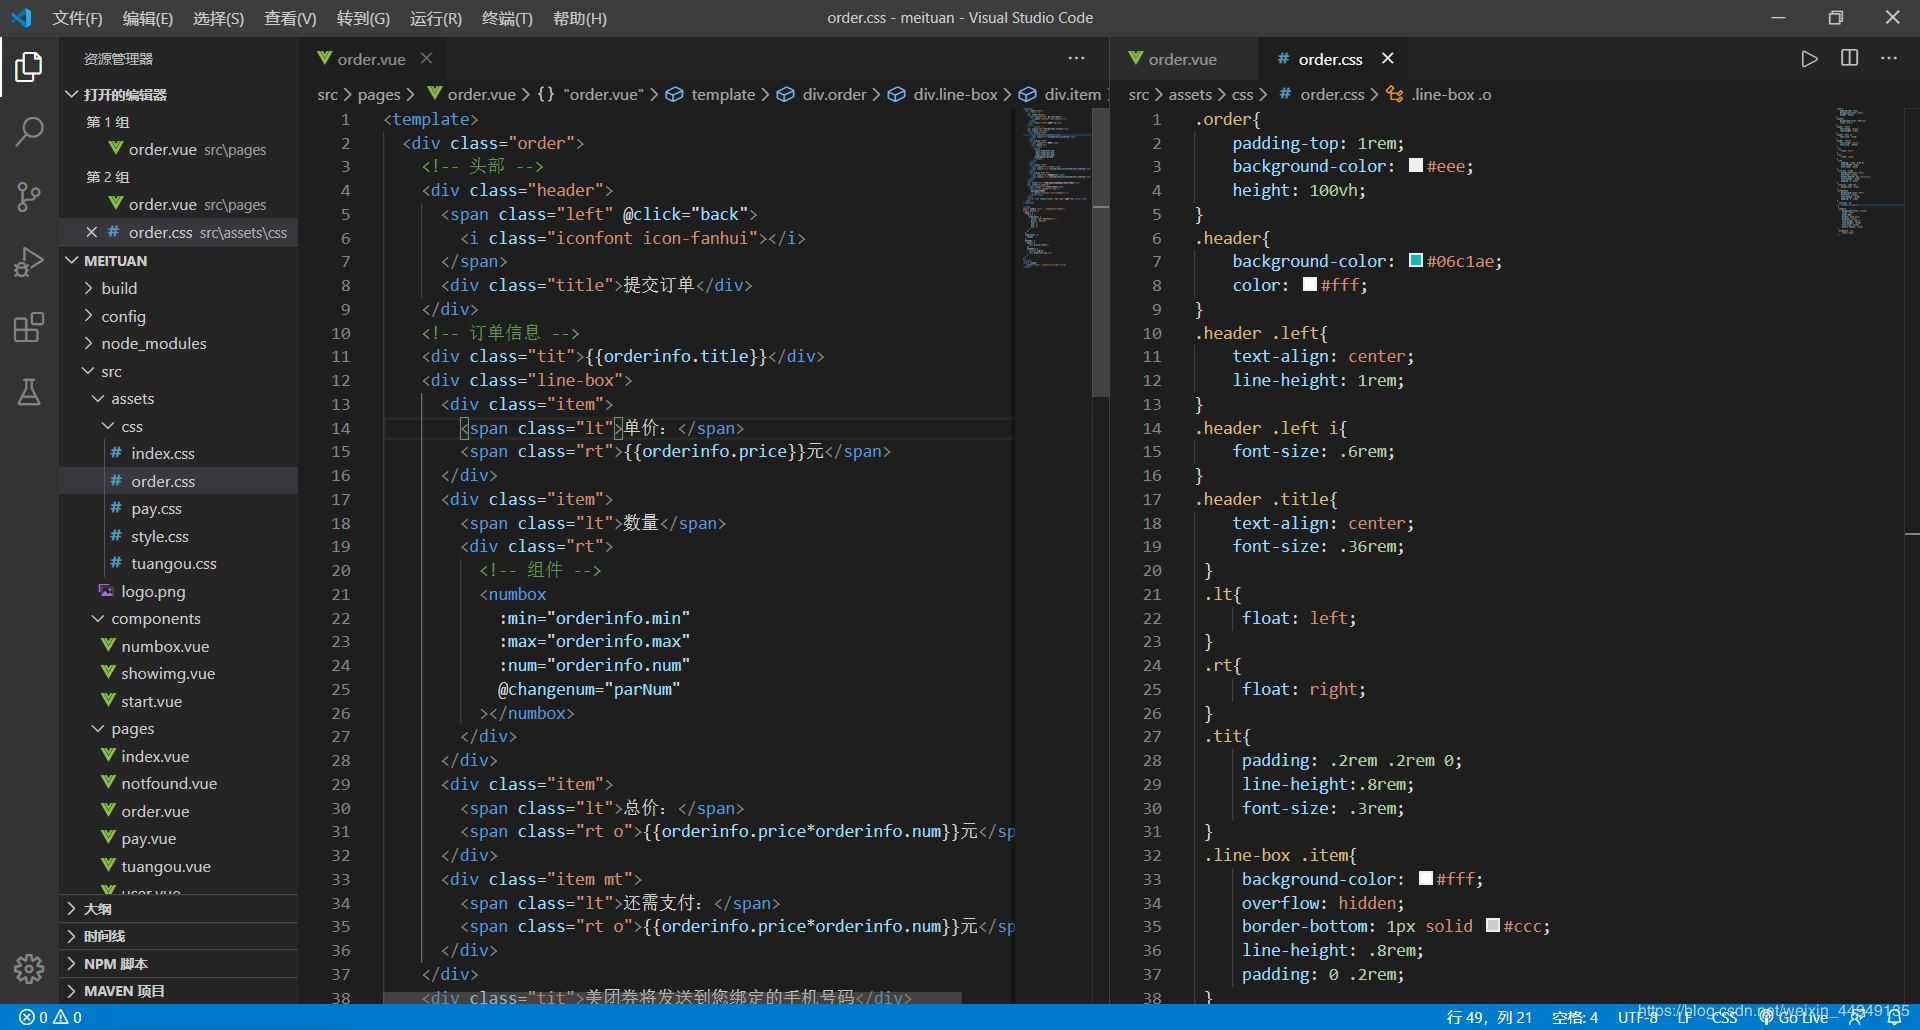 文件(F) 编辑(E) 选择(S) 查看(V) 转到(G) 运行(R) 终端(T) 帮助(H)
order.css - meituan - Visual Studio Code
资源管理器
打开的编辑器
第 1 组
order.vue src\pages
第 2 组
order.vue src\pages
order.css src\assets\css
MEITUAN
build
config
node_modules
src
assets
css
index.css
order.css
pay.css
style.css
tuangou.css
logo.png
components
numbox.vue
showimg.vue
start.vue
pages
index.vue
notfound.vue
order.vue
pay.vue
tuangou.vue
user.vue
大纲
时间线
NPM 脚本
MAVEN 项目
order.vue
src > pages > order.vue > {} "order.vue" > template > div.order > div.line-box > div.item
1 <template>
2 <div class="order">
3 <!-- 头部 -->
4 <div class="header">
5 <span class="left" @click="back">
6 <i class="iconfont icon-fanhui"></i>
7 </span>
8 <div class="title">提交订单</div>
9 </div>
10 <!-- 订单信息 -->
11 <div class="tit">{{orderinfo.title}}</div>
12 <div class="line-box">
13 <div class="item">
14 <span class="lt">单价: </span>
15 <span class="rt">{{orderinfo.price}}元</span>
16 </div>
17 <div class="item">
18 <span class="lt">数量</span>
19 <div class="rt">
20 <!-- 组件 -->
21 <numbox
22 :min="orderinfo.min"
23 :max="orderinfo.max"
24 :num="orderinfo.num"
25 @changenum="parNum"
26 ></numbox>
27 </div>
28 </div>
29 <div class="item">
30 <span class="lt">总价: </span>
31 <span class="rt o">{{orderinfo.price*orderinfo.num}}元</sp
32 </div>
33 <div class="item mt">
34 <span class="lt">还需支付: </span>
35 <span class="rt o">{{orderinfo.price*orderinfo.num}}元</sp
36 </div>
37 </div>
38 <div class="tit">美团券将发送到您绑定的手机号码</div>
order.vue order.css
src > assets > css > order.css > .line-box .o
1 .order{
2 padding-top: 1rem;
3 background-color: #eee;
4 height: 100vh;
5 }
6 .header{
7 background-color: #06c1ae;
8 color: #fff;
9 }
10 .header .left{
11 text-align: center;
12 line-height: 1rem;
13 }
14 .header .left i{
15 font-size: .6rem;
16 }
17 .header .title{
18 text-align: center;
19 font-size: .36rem;
20 }
21 .lt{
22 float: left;
23 }
24 .rt{
25 float: right;
26 }
27 .tit{
28 padding: .2rem .2rem 0;
29 line-height:.8rem;
30 font-size: .3rem;
31 }
32 .line-box .item{
33 background-color: #fff;
34 overflow: hidden;
35 border-bottom: 1px solid #ccc;
36 line-height: .8rem;
37 padding: 0 .2rem;
38 }
0 0
行 49，列 21 空格: 4 UTF-8 LF CSS Go Live
https://blog.csdn.net/weixin_44949135